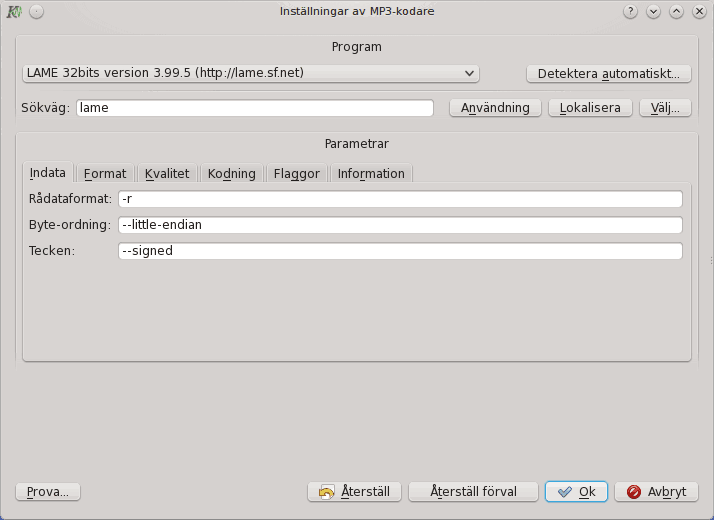 Inställningar av MP3-kodare
Program
LAME 32bits version 3.99.5 (http://lame.sf.net) Detektera automatiskt...
Sökväg: lame Användning Lokalisera Välj...
Parametrar
Indata Format Kvalitet Kodning Flaggor Information
Rådataformat: -r
Byte-ordning: --little-endian
Tecken: --signed
Prova... Återställ Återställ förval Ok Avbryt